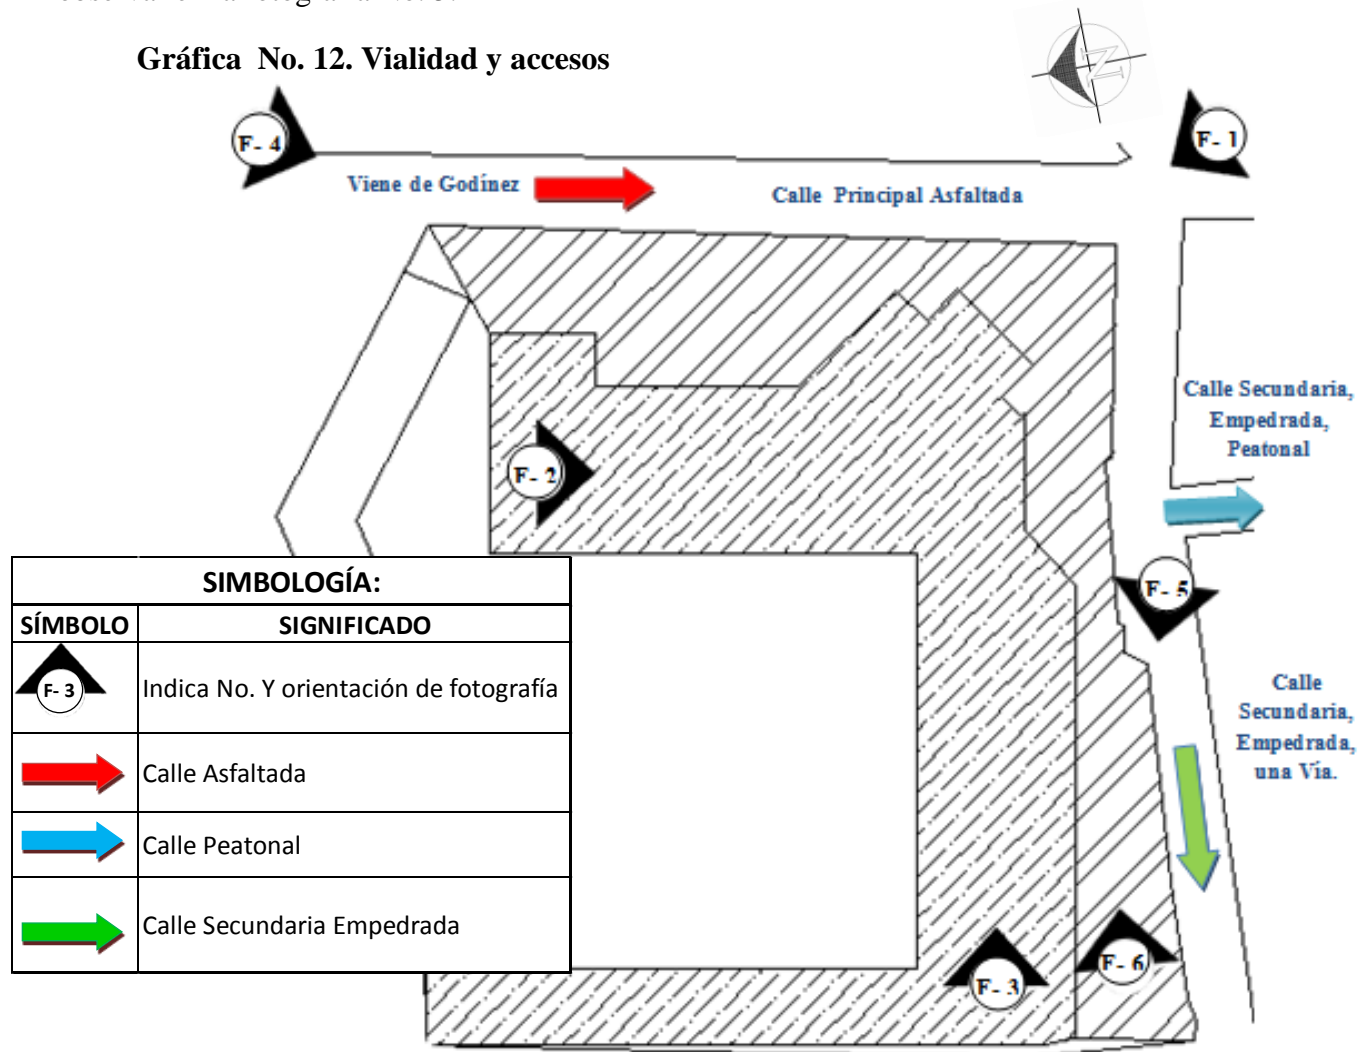 Gráfica No. 12. Vialidad y accesos
N
F- 4
F- 1
Viene de Godínez
Calle Principal Asfaltada
Calle Secundaria,
Empedrada,
Peatonal
F- 2
F- 5
SIMBOLOGÍA:
SÍMBOLO SIGNIFICADO
F- 3 Indica No. Y orientación de fotografía
Calle Asfaltada
Calle Peatonal
Calle Secundaria Empedrada
Calle
Secundaria,
Empedrada,
una Vía.
F- 6
F- 3